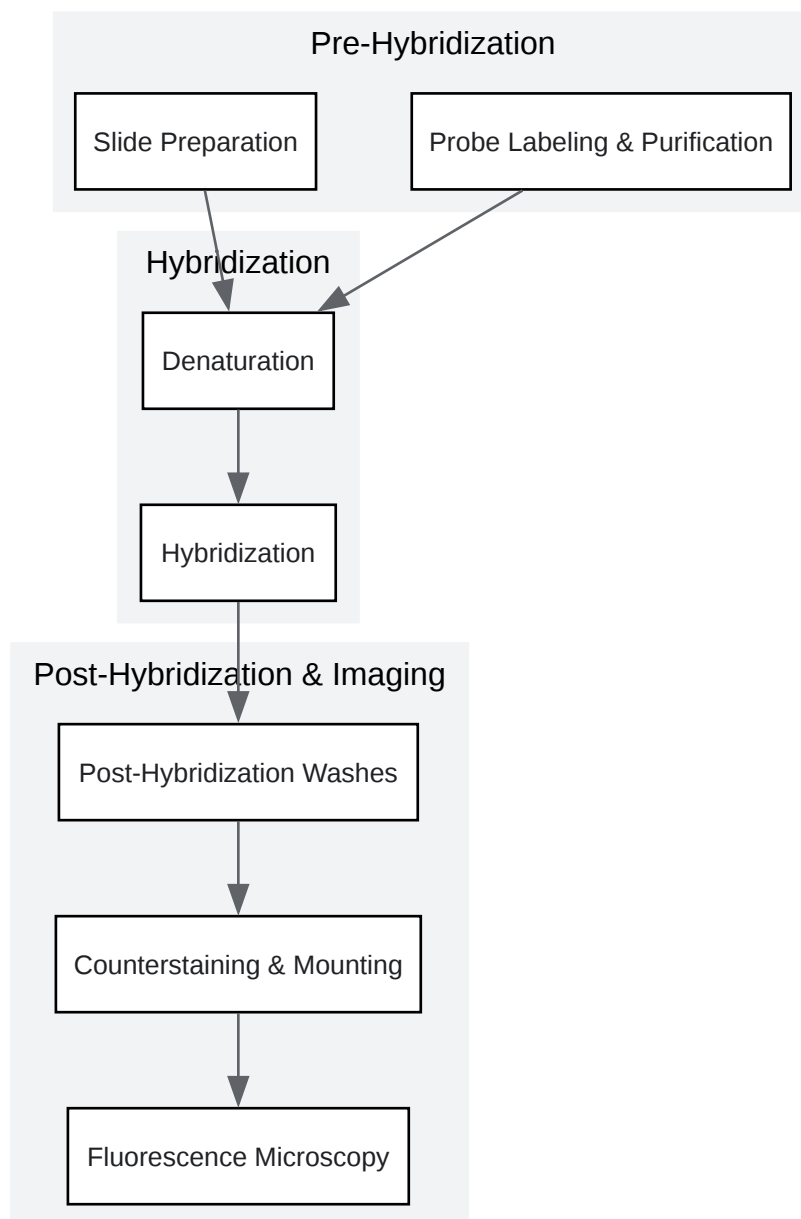 Pre-Hybridization
Slide Preparation
Probe Labeling & Purification
Hybridization
Denaturation
Hybridization
Post-Hybridization & Imaging
Post-Hybridization Washes
Counterstaining & Mounting
Fluorescence Microscopy